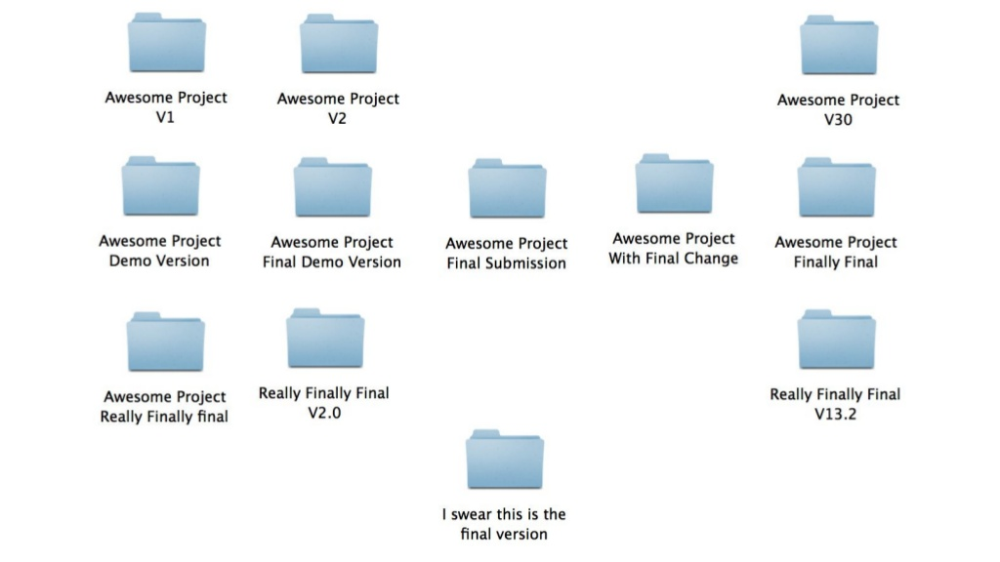 Awesome Project
V1
Awesome Project
V2
Awesome Project
V30
Awesome Project
Demo Version
Awesome Project
Final Demo Version
Awesome Project
Final Submission
Awesome Project
With Final Change
Awesome Project
Finally Final
Awesome Project
Really Finally final
Really Finally Final
V2.0
Really Finally Final
V13.2
I swear this is the
final version